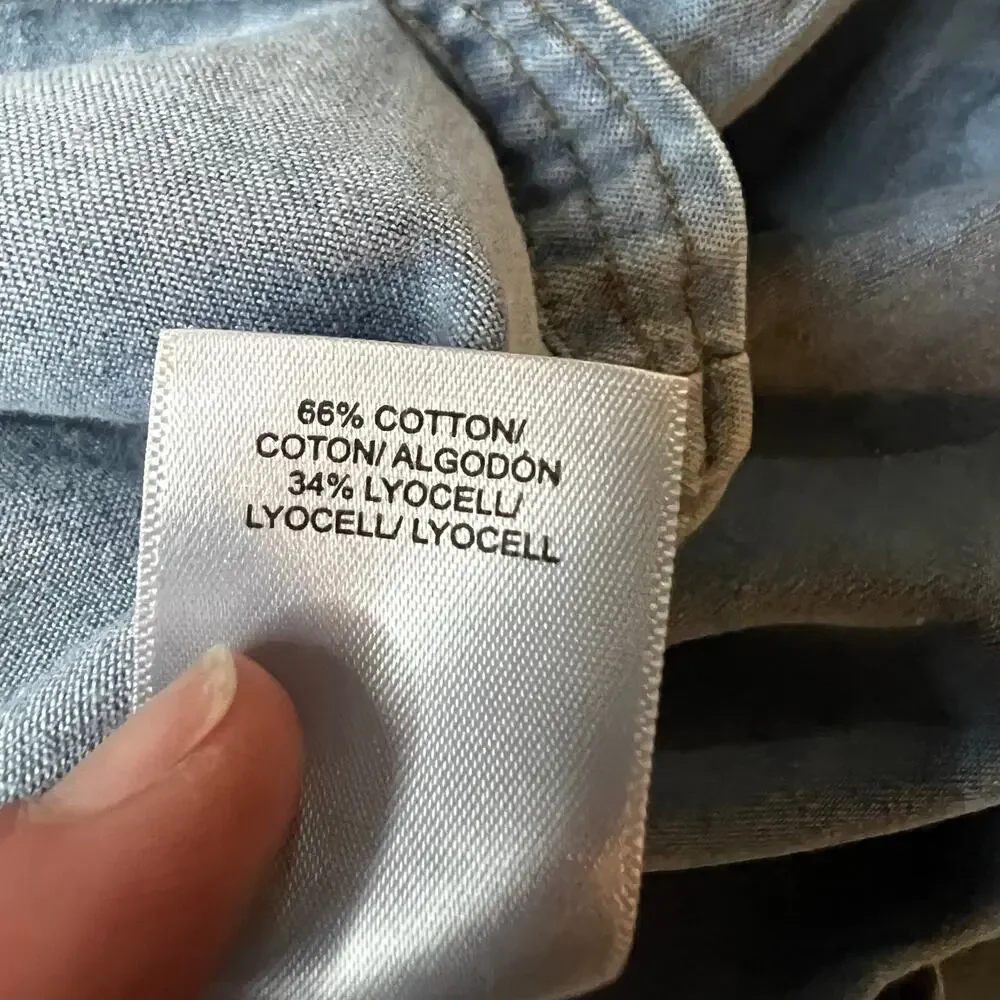 66% COTTON/
COTON/ ALGODÓN
34% LYOCELL/
LYOCELL/ LYOCELL